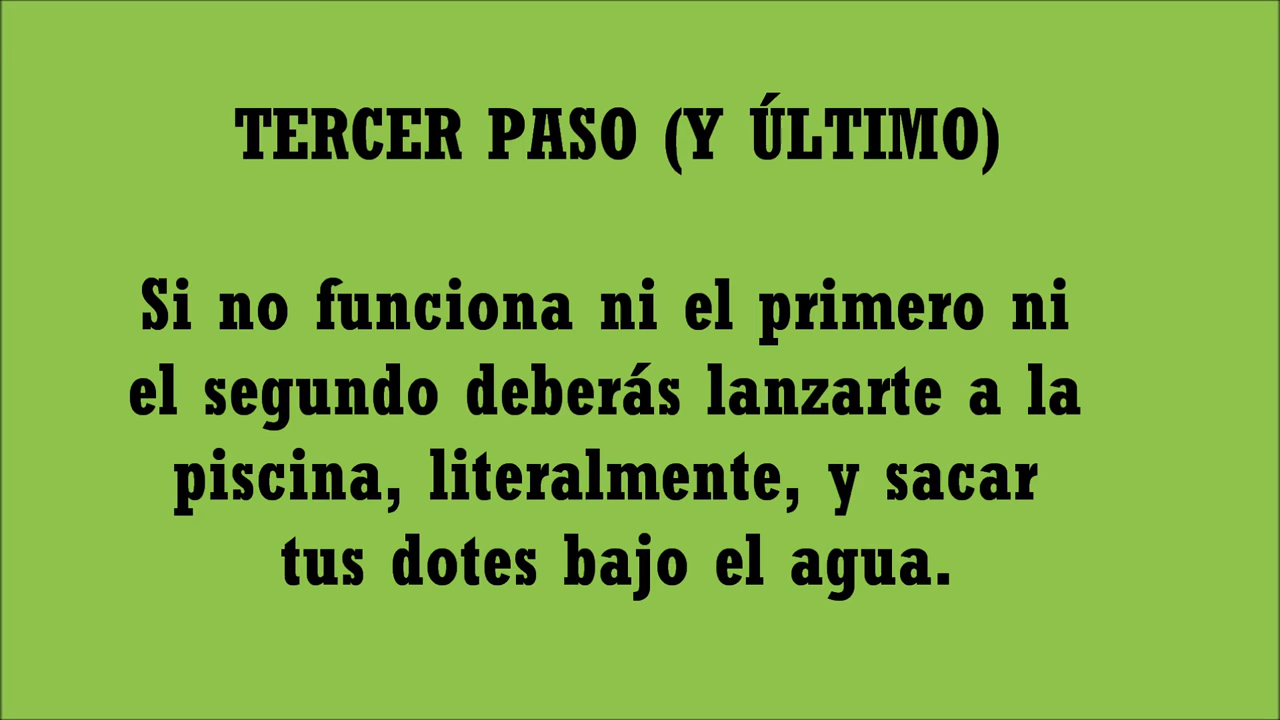 TERCER PASO (Y ÚLTIMO)
Si no funciona ni el primero ni
el segundo deberás lanzarte a la
piscina, literalmente, y sacar
tus dotes bajo el agua.